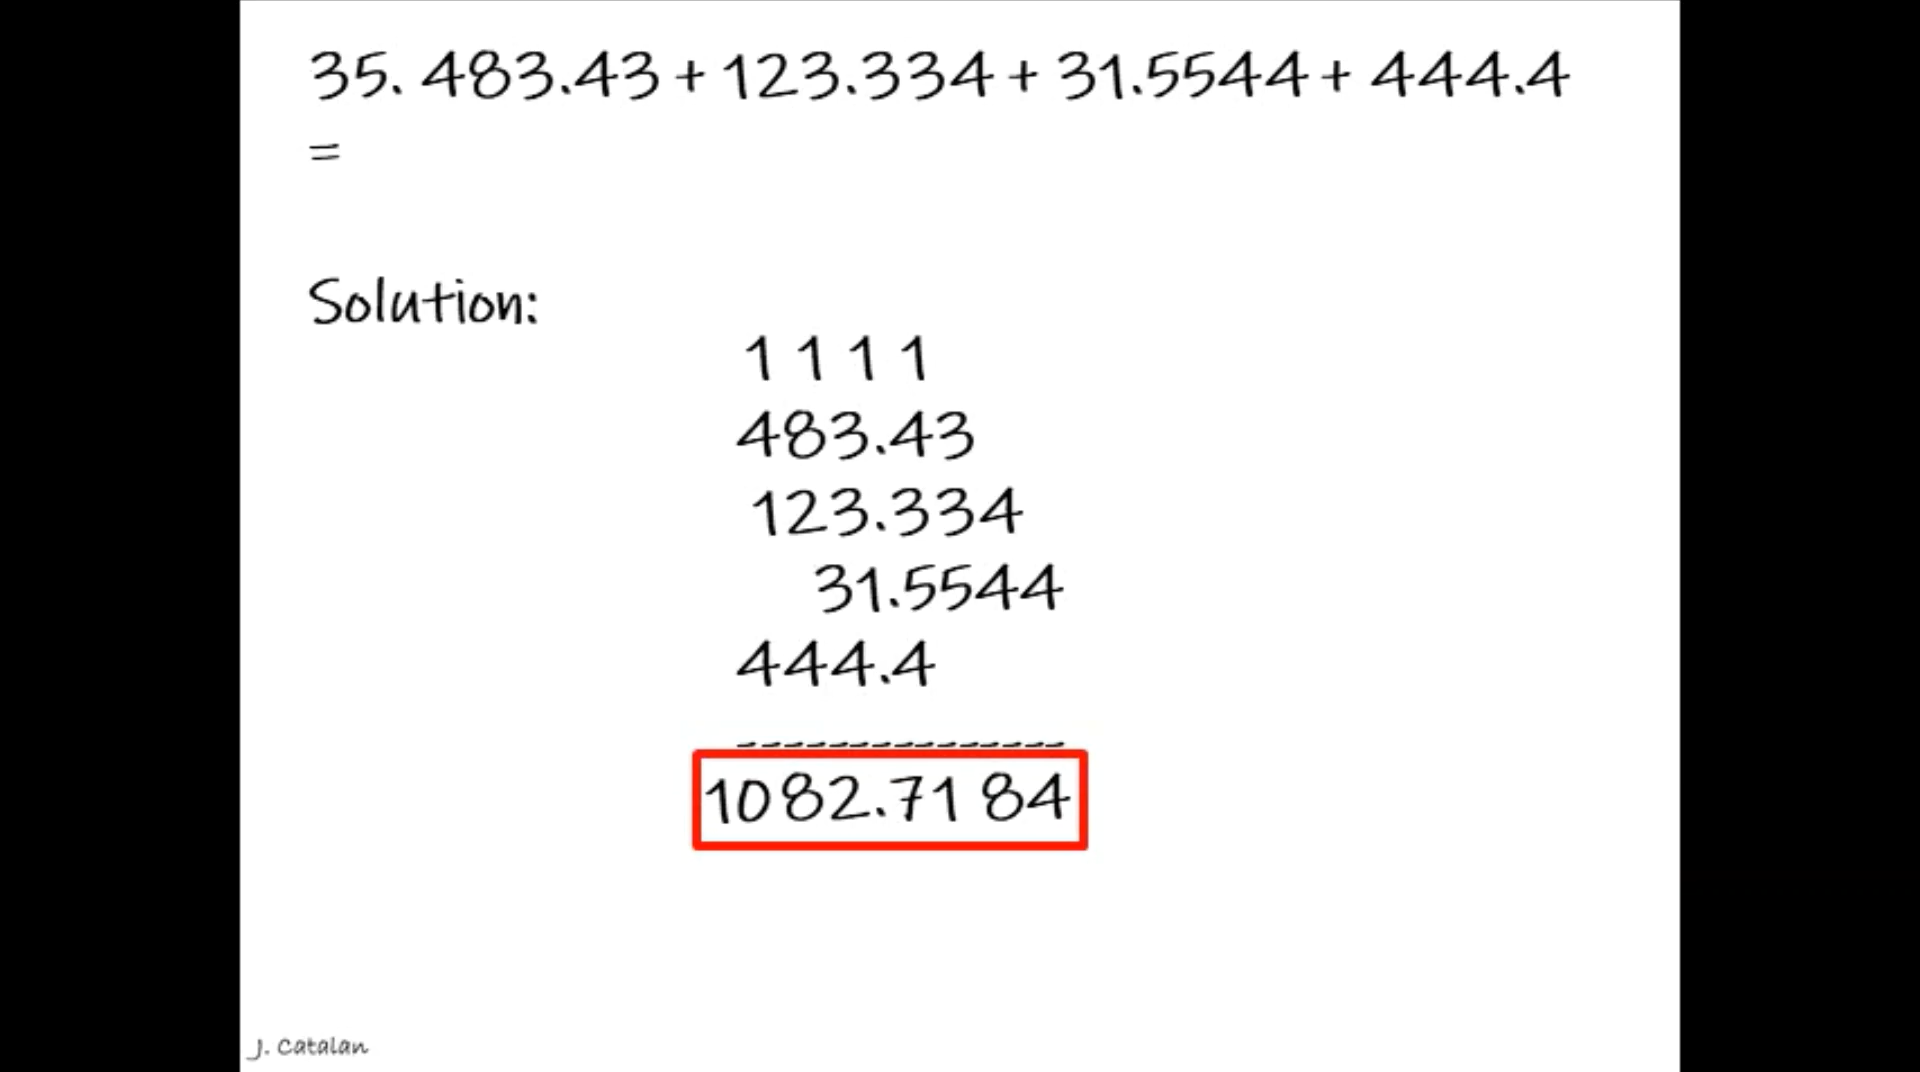 35. 483.43 + 123.334 + 31.5544 + 444.4
=
Solution:
1 1 1 1
483.43
123.334
31.5544
444.4
---------------
1082.7184
J. Catalan